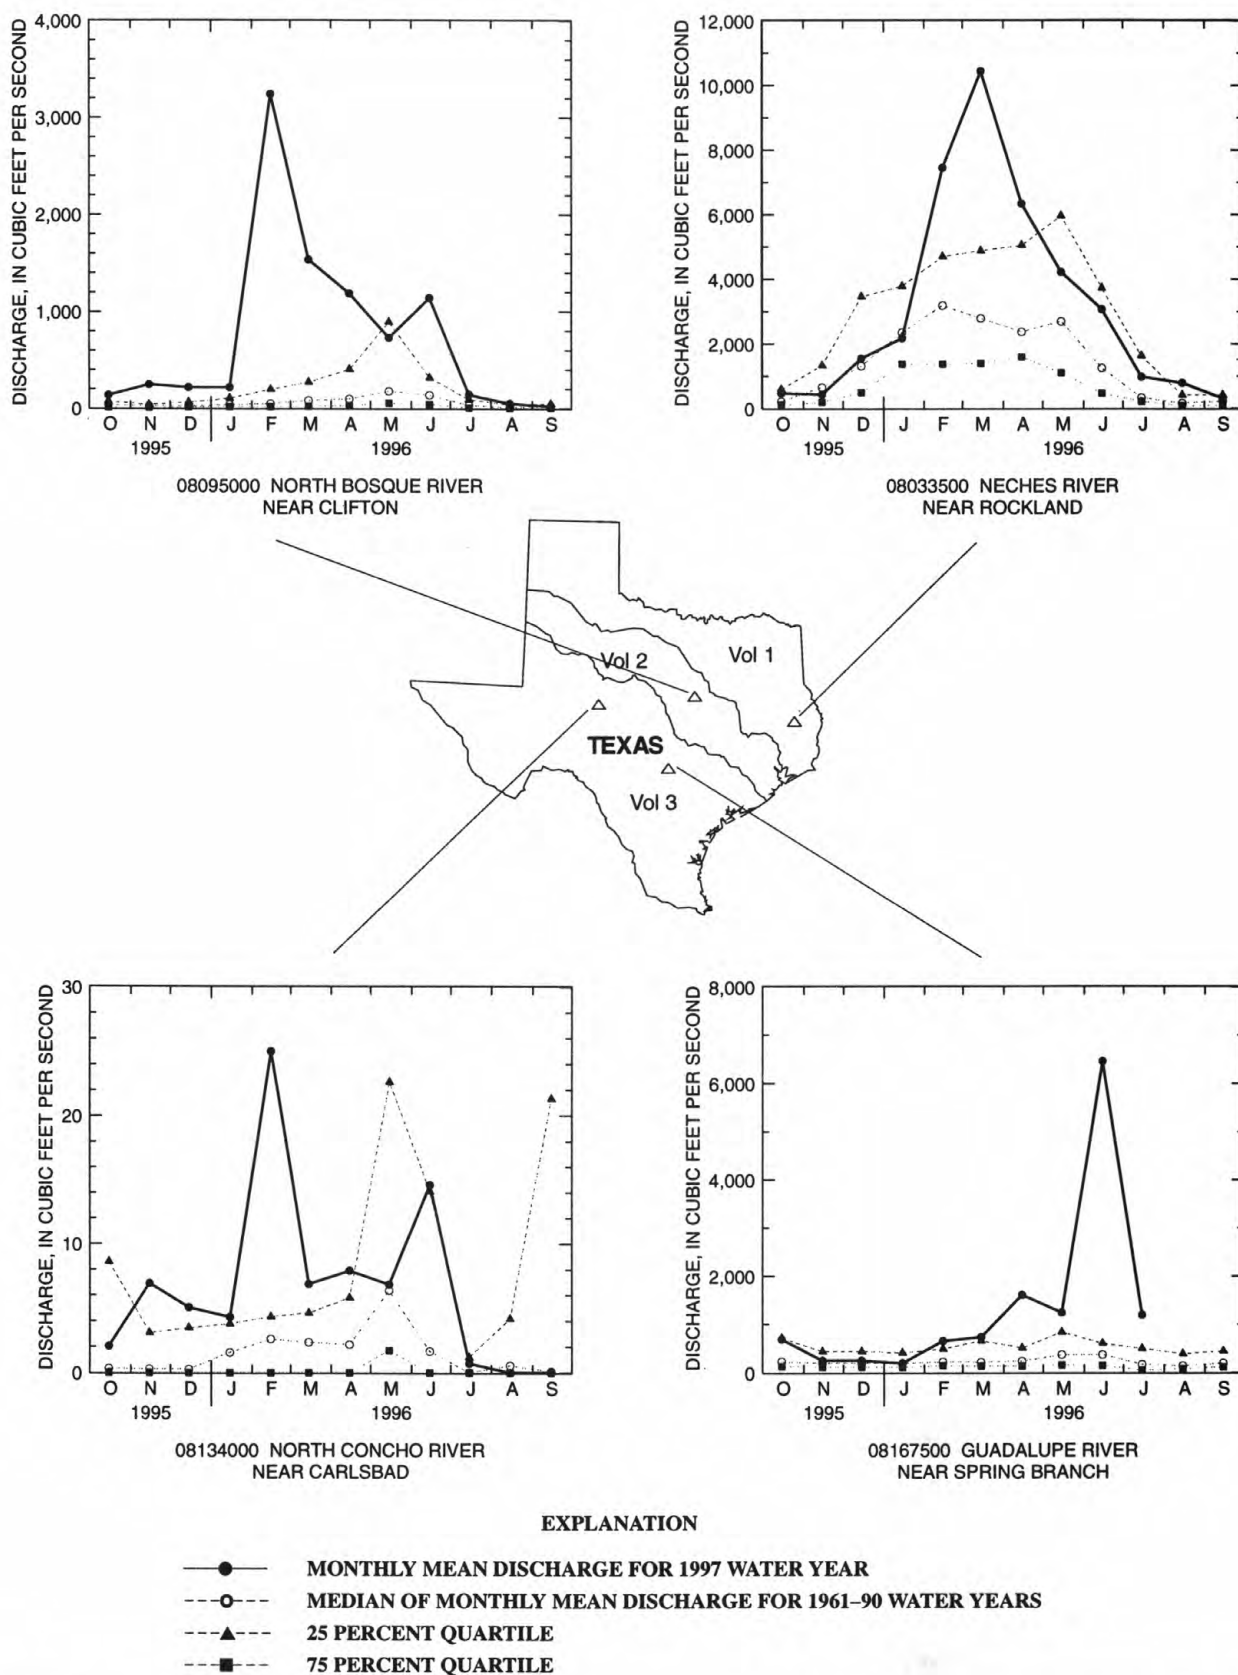 DISCHARGE, IN CUBIC FEET PER SECOND
4,000
3,000
2,000
1,000
0
O N D J F M A M J J A S
1995 1996
08095000 NORTH BOSQUE RIVER
NEAR CLIFTON
DISCHARGE, IN CUBIC FEET PER SECOND
12,000
10,000
8,000
6,000
4,000
2,000
0
O N D J F M A M J J A S
1995 1996
08033500 NECHES RIVER
NEAR ROCKLAND
Vol 2
Vol 1
TEXAS
Vol 3
DISCHARGE, IN CUBIC FEET PER SECOND
30
20
10
0
O N D J F M A M J J A S
1995 1996
08134000 NORTH CONCHO RIVER
NEAR CARLSBAD
DISCHARGE, IN CUBIC FEET PER SECOND
8,000
6,000
4,000
2,000
0
O N D J F M A M J J A S
1995 1996
08167500 GUADALUPE RIVER
NEAR SPRING BRANCH
EXPLANATION
MONTHLY MEAN DISCHARGE FOR 1997 WATER YEAR
MEDIAN OF MONTHLY MEAN DISCHARGE FOR 1961–90 WATER YEARS
25 PERCENT QUARTILE
75 PERCENT QUARTILE